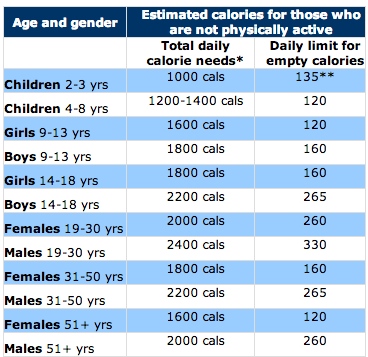 Age and gender Estimated calories for those who are not physically active
Total daily calorie needs* Daily limit for empty calories
Children 2-3 yrs 1000 cals 135**
Children 4-8 yrs 1200-1400 cals 120
Girls 9-13 yrs 1600 cals 120
Boys 9-13 yrs 1800 cals 160
Girls 14-18 yrs 1800 cals 160
Boys 14-18 yrs 2200 cals 265
Females 19-30 yrs 2000 cals 260
Males 19-30 yrs 2400 cals 330
Females 31-50 yrs 1800 cals 160
Males 31-50 yrs 2200 cals 265
Females 51+ yrs 1600 cals 120
Males 51+ yrs 2000 cals 260